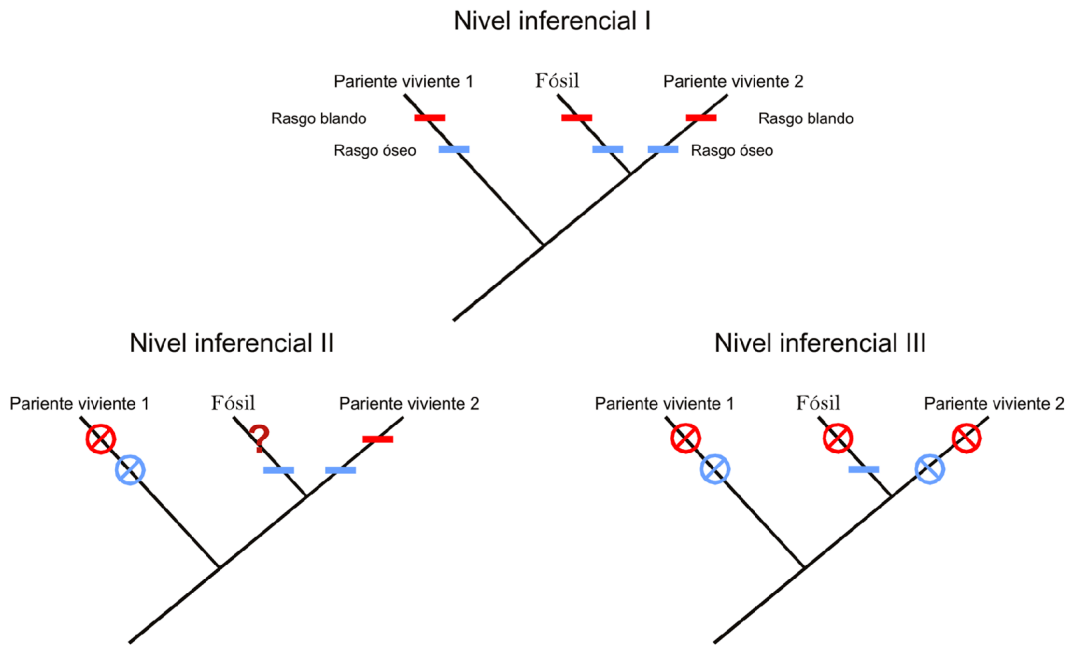 Nivel inferencial I
Pariente viviente 1 Fósil Pariente viviente 2
Rasgo blando Rasgo blando
Rasgo óseo Rasgo óseo
Nivel inferencial II
Pariente viviente 1 Fósil Pariente viviente 2
?
Nivel inferencial III
Pariente viviente 1 Fósil Pariente viviente 2